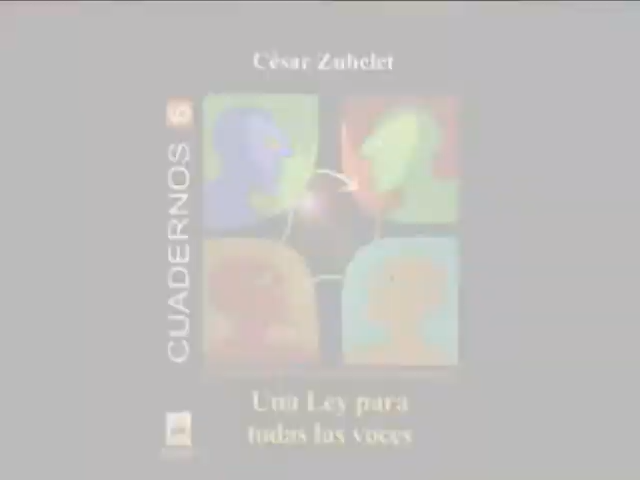 César Zubelet
CUADERNOS 6
Una Ley para
todas las voces